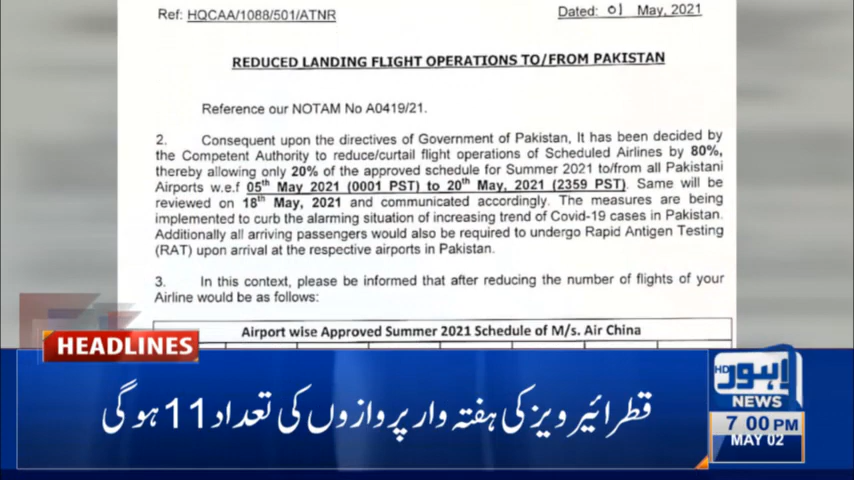 Ref: HQCAA/1088/501/ATNR
Dated: 01 May, 2021
REDUCED LANDING FLIGHT OPERATIONS TO/FROM PAKISTAN
Reference our NOTAM No A0419/21.
2. Consequent upon the directives of Government of Pakistan, It has been decided by
the Competent Authority to reduce/curtail flight operations of Scheduled Airlines by 80%,
thereby allowing only 20% of the approved schedule for Summer 2021 to/from all Pakistani
Airports w.e.f 05th May 2021 (0001 PST) to 20th May, 2021 (2359 PST). Same will be
reviewed on 18th May, 2021 and communicated accordingly. The measures are being
implemented to curb the alarming situation of increasing trend of Covid-19 cases in Pakistan.
Additionally all arriving passengers would also be required to undergo Rapid Antigen Testing
(RAT) upon arrival at the respective airports in Pakistan.
3. In this context, please be informed that after reducing the number of flights of your
Airline would be as follows:
Airport wise Approved Summer 2021 Schedule of M/s. Air China
HEADLINES
قطر ائیر ویز کی ہفتہ وار پروازوں کی تعداد 11 ہو گی
HD لاہور
NEWS
7 00 PM
MAY 02